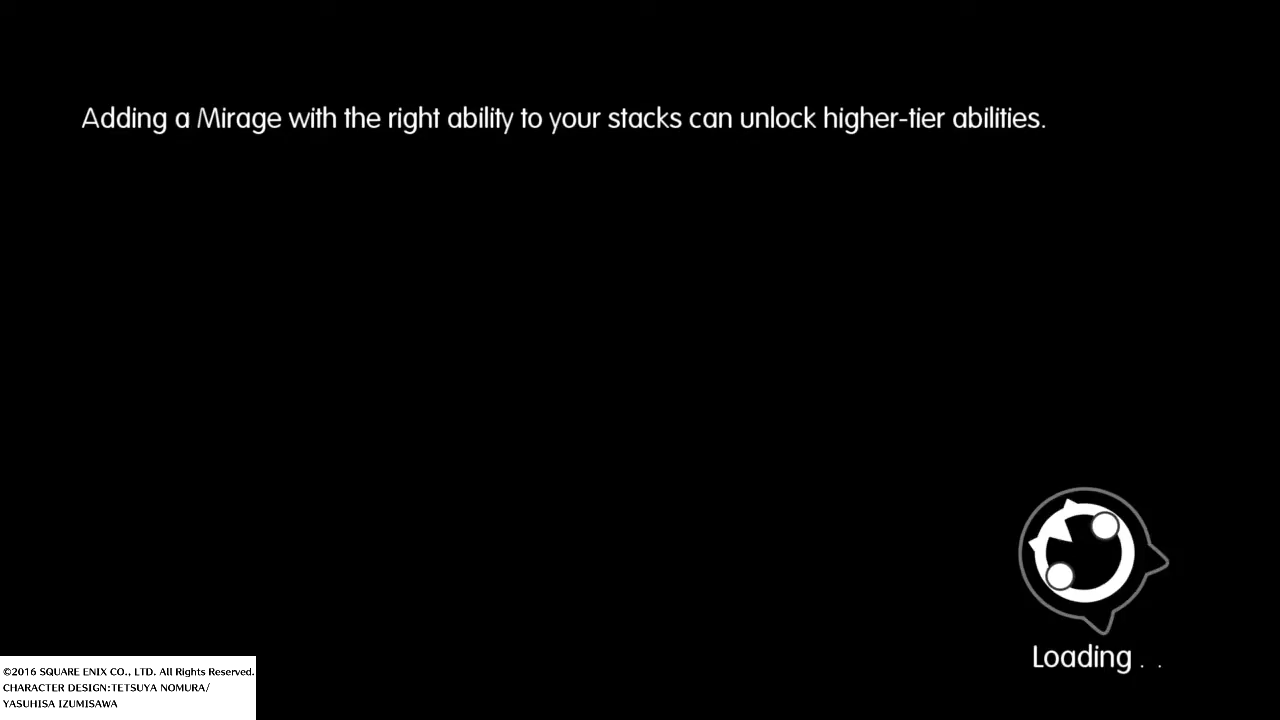 Adding a Mirage with the right ability to your stacks can unlock higher-tier abilities.
Loading . .
©2016 SQUARE ENIX CO., LTD. All Rights Reserved.
CHARACTER DESIGN:TETSUYA NOMURA/
YASUHISA IZUMISAWA